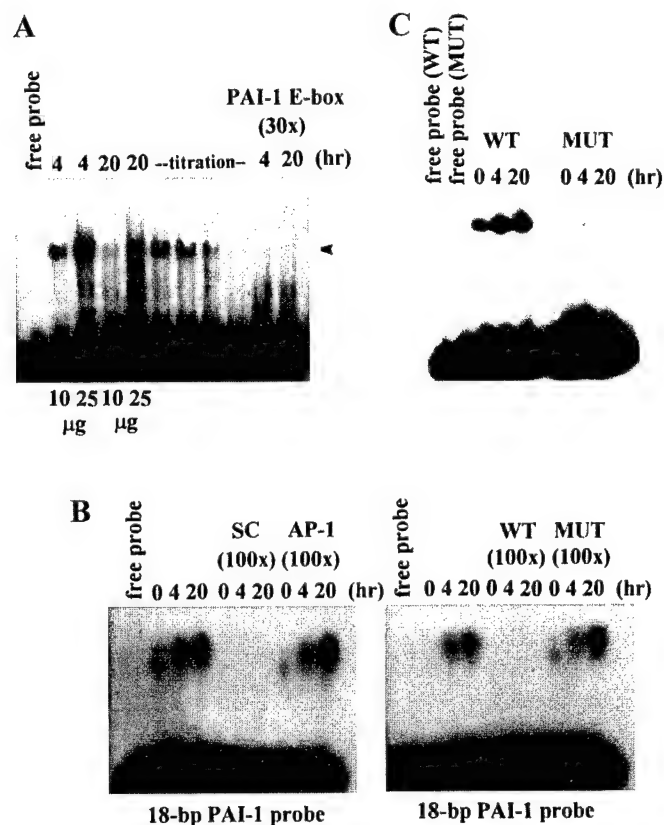 A
free probe
PAI-1 E-box
(30x)
4 4 20 20 --titration-- 4 20 (hr)
10 25 10 25
µg µg
C
free probe (WT)
free probe (MUT)
WT MUT
0 4 20 0 4 20 (hr)
B
free probe
SC AP-1
(100x) (100x)
0 4 20 0 4 20 0 4 20 (hr)
18-bp PAI-1 probe
free probe
WT MUT
(100x) (100x)
0 4 20 0 4 20 0 4 20 (hr)
18-bp PAI-1 probe